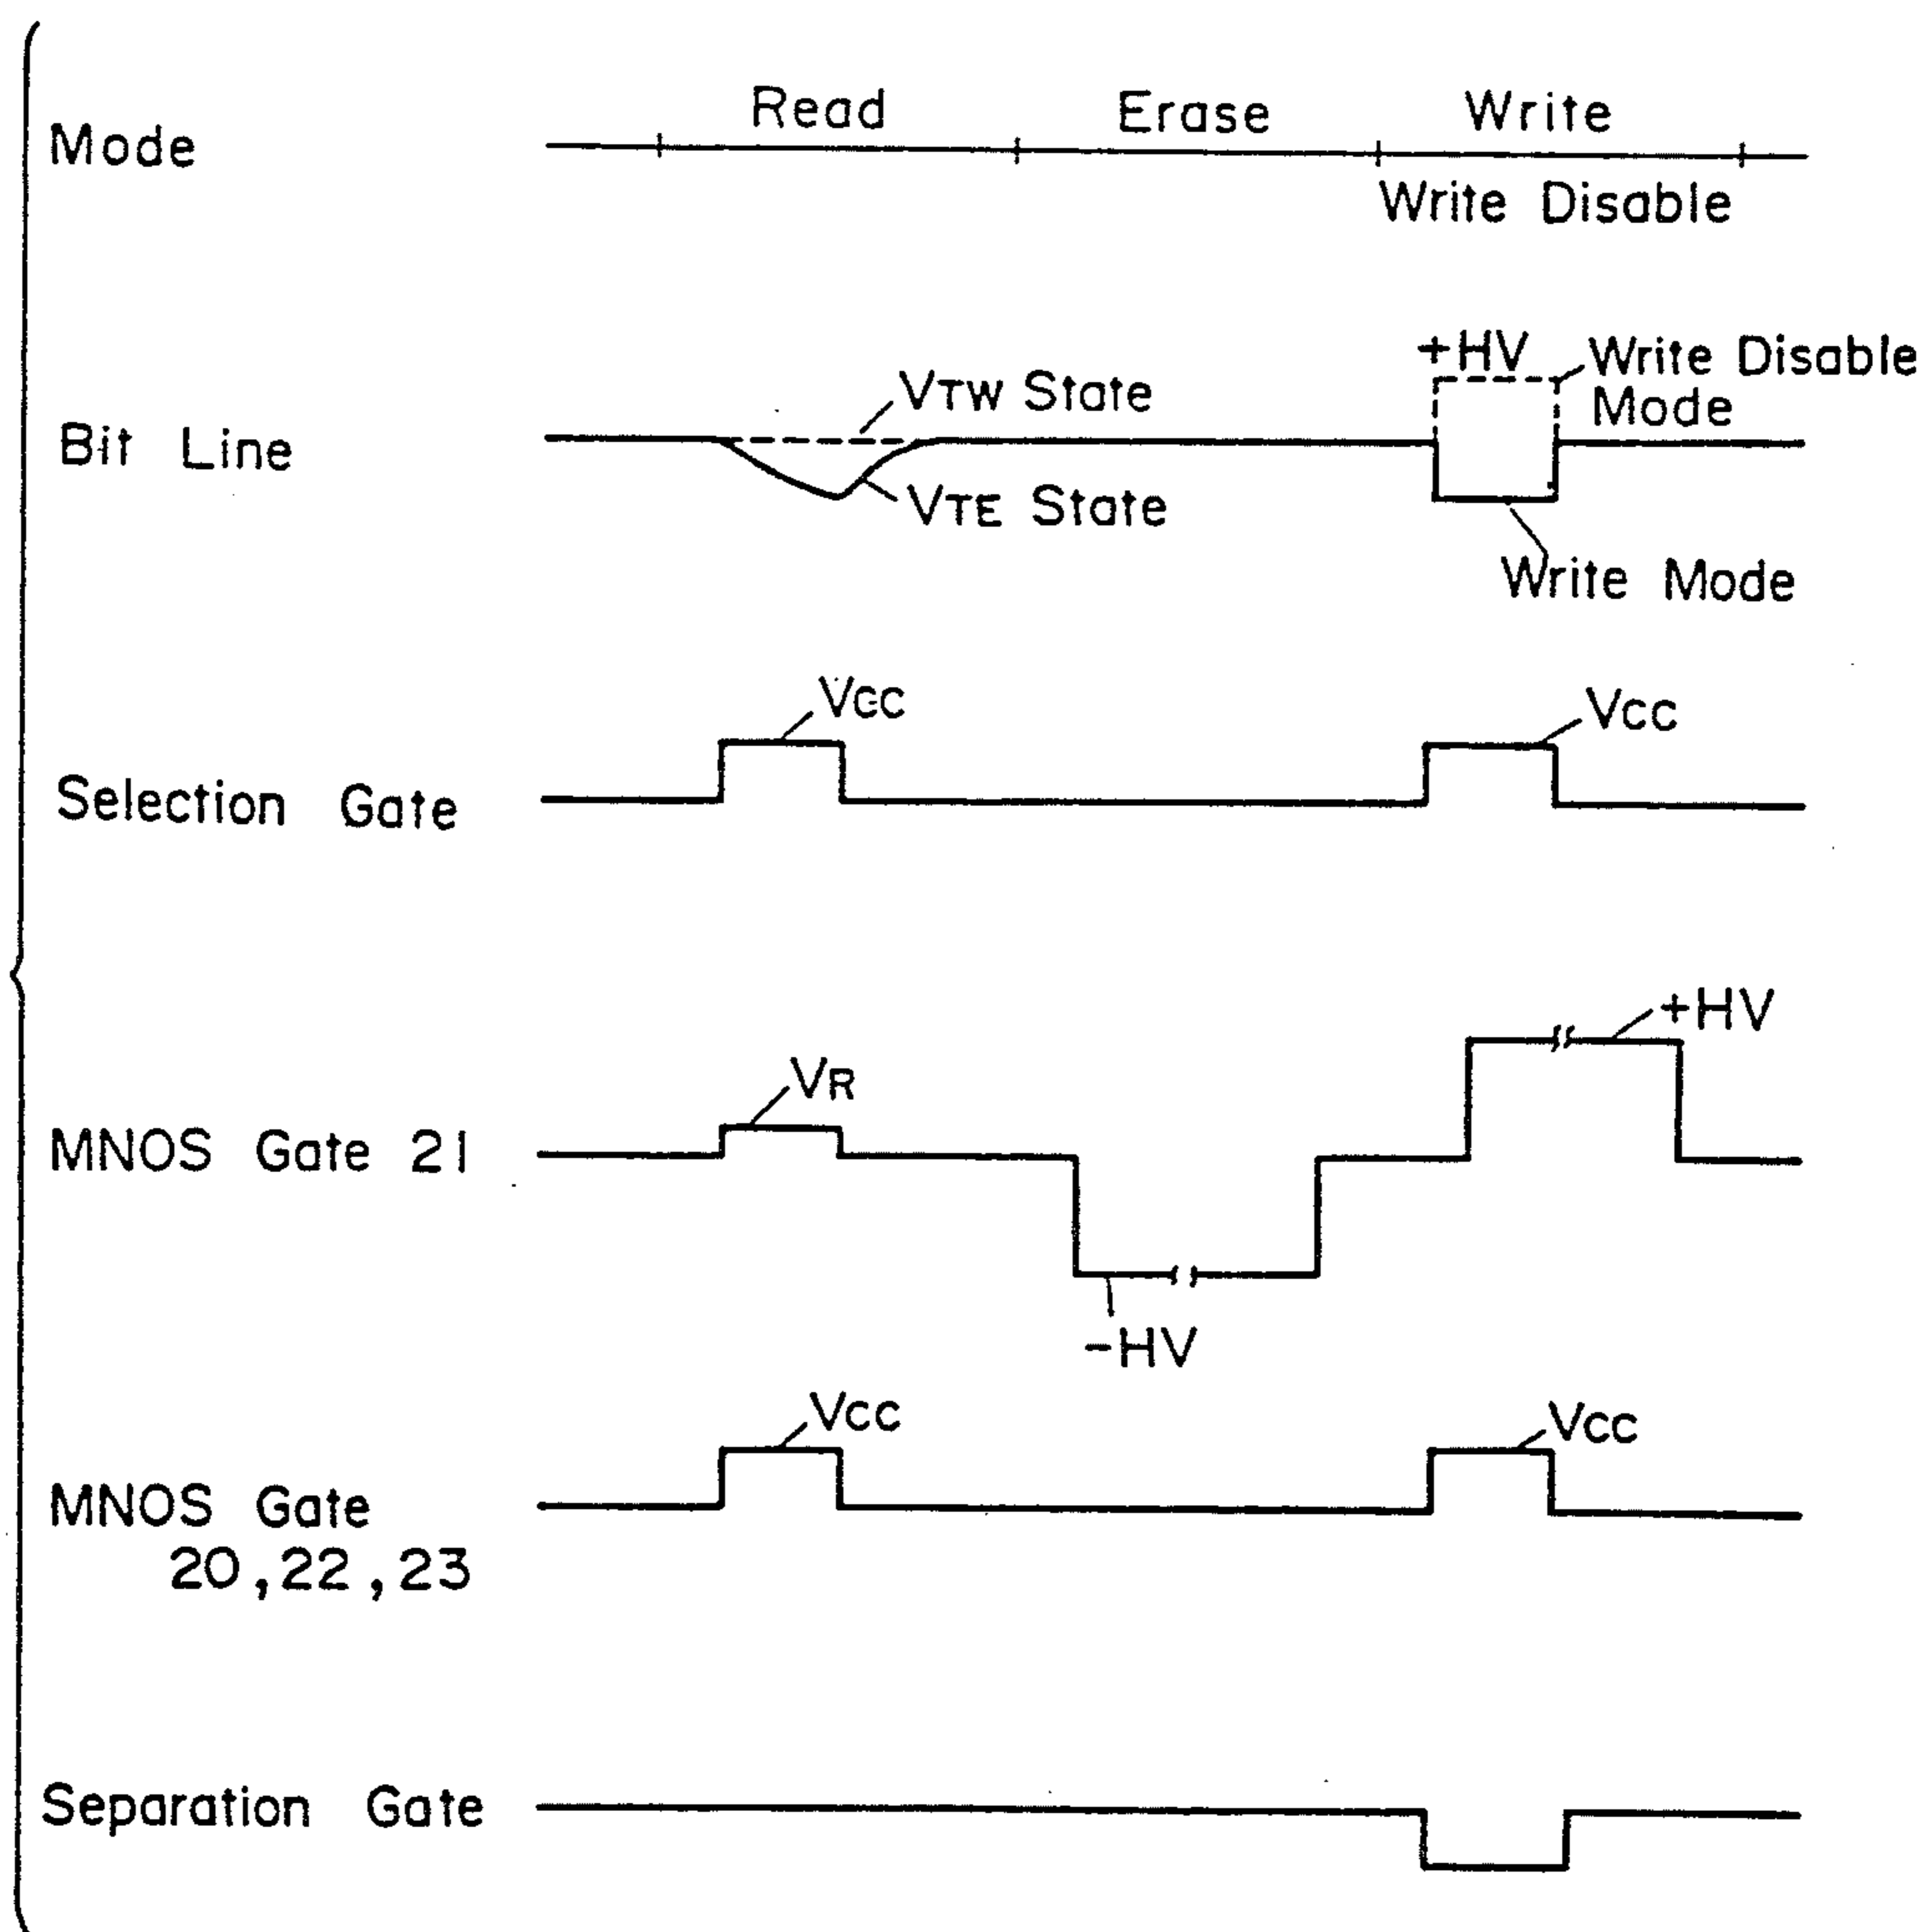 Read Erase Write
Mode
Write Disable
+HV Write Disable
VTW State Mode
Bit Line
VTE State
Write Mode
VCC VCC
Selection Gate
+HV
VR
MNOS Gate 21
-HV
VCC VCC
MNOS Gate
20,22,23
Separation Gate